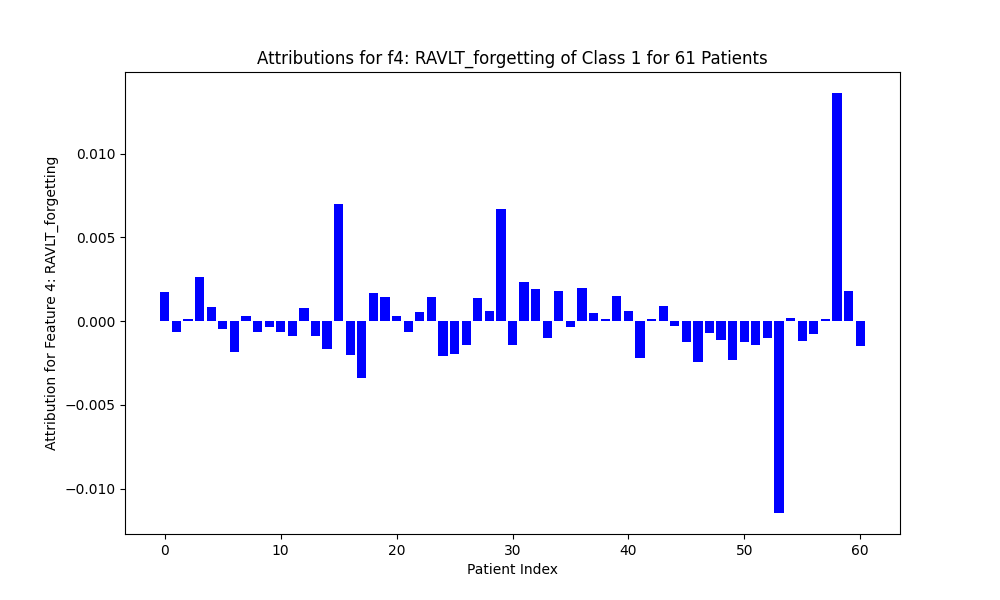 Attributions for f4: RAVLT_forgetting of Class 1 for 61 Patients
Attribution for Feature 4: RAVLT_forgetting
0.010
0.005
0.000
−0.005
−0.010
0 10 20 30 40 50 60
Patient Index